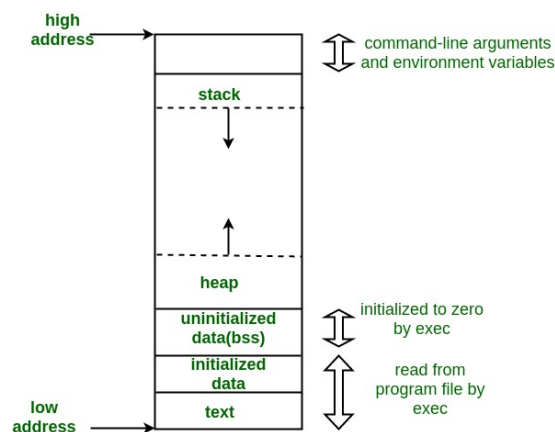 high
address
command-line arguments
and environment variables
stack
heap
uninitialized
data(bss)
initialized to zero
by exec
initialized
data
read from
program file by
exec
text
low
address